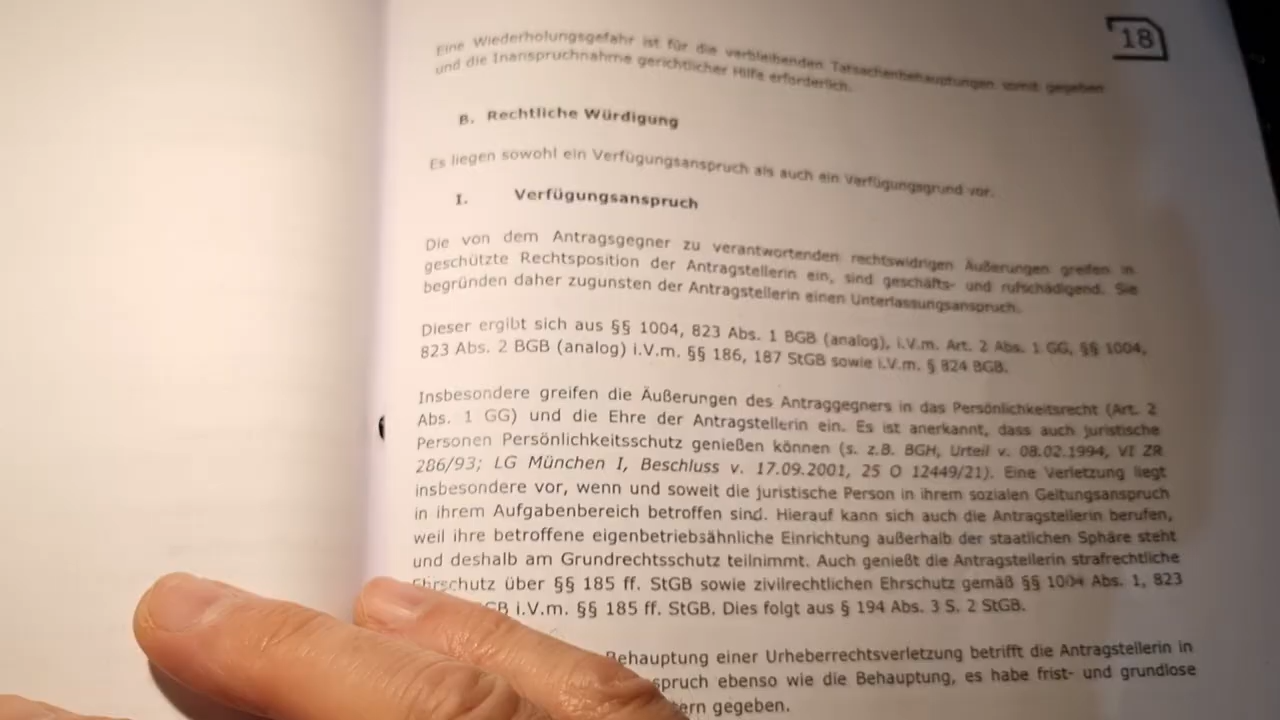 18
Eine Wiederholungsgefahr ist für die verbleibenden Tatsachenbehauptungen somit gegeben
und die Inanspruchnahme gerichtlicher Hilfe erforderlich.
B. Rechtliche Würdigung
Es liegen sowohl ein Verfügungsanspruch als auch ein Verfügungsgrund vor.
I. Verfügungsanspruch
Die von dem Antragsgegner zu verantwortenden rechtswidrigen Äußerungen greifen in
geschützte Rechtsposition der Antragstellerin ein, sind geschäfts- und rufschädigend. Sie
begründen daher zugunsten der Antragstellerin einen Unterlassungsanspruch.
Dieser ergibt sich aus §§ 1004, 823 Abs. 1 BGB (analog), i.V.m. Art. 2 Abs. 1 GG, §§ 1004,
823 Abs. 2 BGB (analog) i.V.m. §§ 186, 187 StGB sowie i.V.m. § 824 BGB.
Insbesondere greifen die Äußerungen des Antraggegners in das Persönlichkeitsrecht (Art. 2
Abs. 1 GG) und die Ehre der Antragstellerin ein. Es ist anerkannt, dass auch juristische
Personen Persönlichkeitsschutz genießen können (s. z.B. BGH, Urteil v. 08.02.1994, VI ZR
286/93; LG München I, Beschluss v. 17.09.2001, 25 O 12449/21). Eine Verletzung liegt
insbesondere vor, wenn und soweit die juristische Person in ihrem sozialen Geltungsanspruch
in ihrem Aufgabenbereich betroffen sind. Hierauf kann sich auch die Antragstellerin berufen,
weil ihre betroffene eigenbetriebsähnliche Einrichtung außerhalb der staatlichen Sphäre steht
und deshalb am Grundrechtsschutz teilnimmt. Auch genießt die Antragstellerin strafrechtliche
Ehrschutz über §§ 185 ff. StGB sowie zivilrechtlichen Ehrschutz gemäß §§ 1004 Abs. 1, 823
i.V.m. §§ 185 ff. StGB. Dies folgt aus § 194 Abs. 3 S. 2 StGB.
Behauptung einer Urheberrechtsverletzung betrifft die Antragstellerin in
spruch ebenso wie die Behauptung, es habe frist- und grundlose
gegeben.